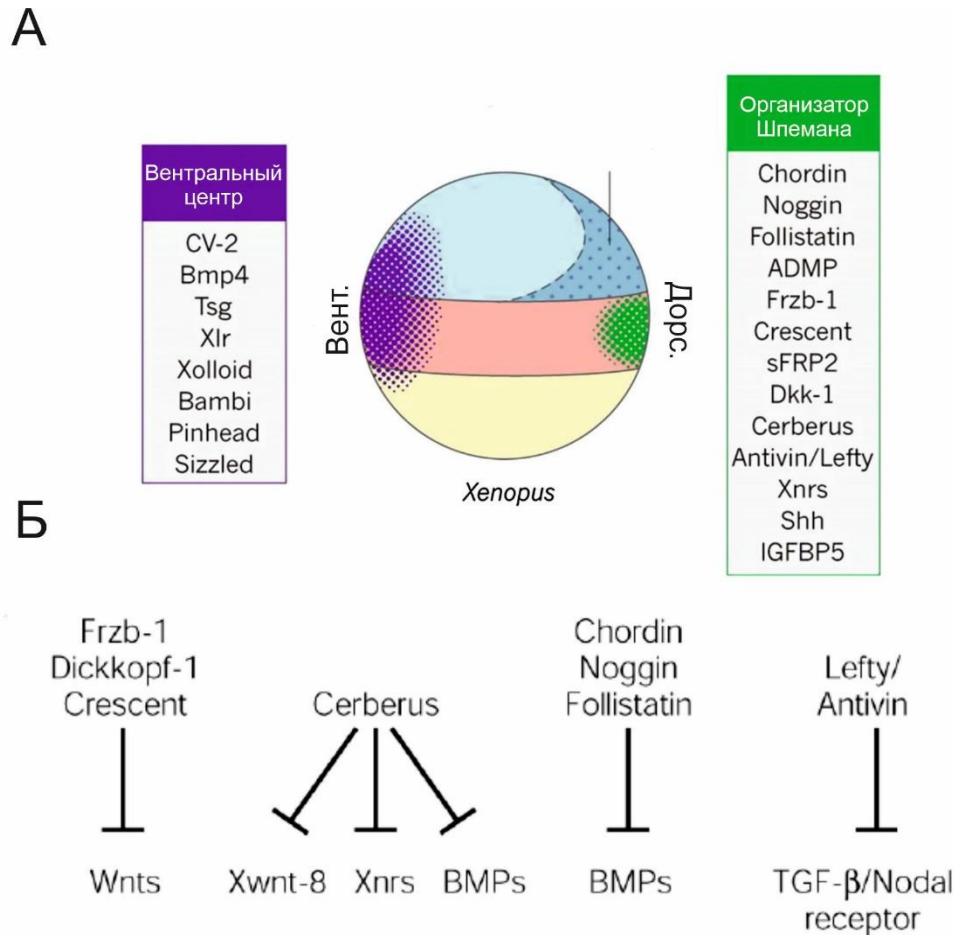 А
Вентральный
центр
CV-2
Bmp4
Tsg
Xlr
Xolloid
Bambi
Pinhead
Sizzled
Вент.
Дорс.
Xenopus
Организатор
Шпемана
Chordin
Noggin
Follistatin
ADMP
Frzb-1
Crescent
sFRP2
Dkk-1
Cerberus
Antivin/Lefty
Xnrs
Shh
IGFBP5
Б
Frzb-1
Dickkopf-1
Crescent
Cerberus
Chordin
Noggin
Follistatin
Lefty/
Antivin
Wnts
Xwnt-8
Xnrs
BMPs
BMPs
TGF-β/Nodal
receptor